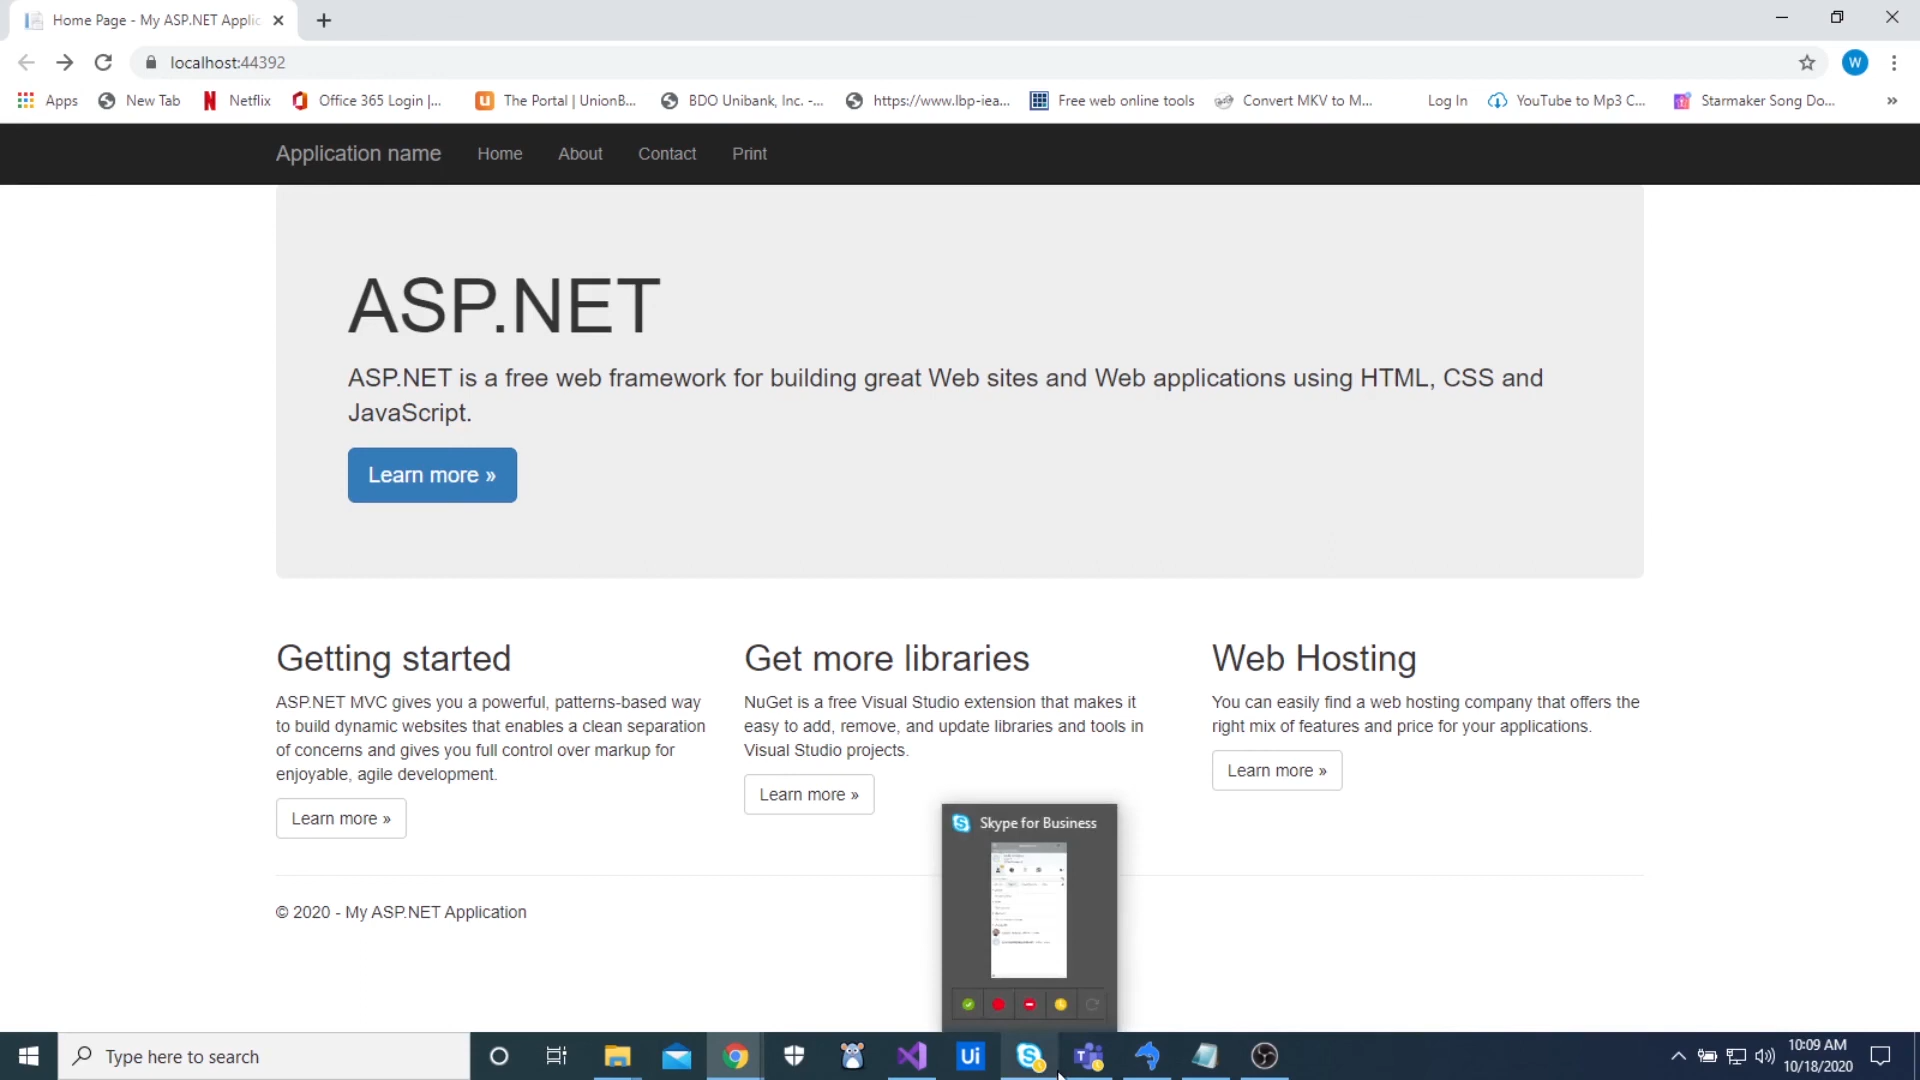 Home Page - My ASP.NET Applic
localhost:44392
W
Apps
New Tab
Netflix
Office 365 Login |...
The Portal | UnionB...
BDO Unibank, Inc. -...
https://www.lbp-iea...
Free web online tools
Convert MKV to M...
Log In
YouTube to Mp3 C...
Starmaker Song Do...
»
Application name
Home
About
Contact
Print
ASP.NET
ASP.NET is a free web framework for building great Web sites and Web applications using HTML, CSS and
JavaScript.
Learn more »
Getting started
ASP.NET MVC gives you a powerful, patterns-based way
to build dynamic websites that enables a clean separation
of concerns and gives you full control over markup for
enjoyable, agile development.
Learn more »
Get more libraries
NuGet is a free Visual Studio extension that makes it
easy to add, remove, and update libraries and tools in
Visual Studio projects.
Learn more »
Web Hosting
You can easily find a web hosting company that offers the
right mix of features and price for your applications.
Learn more »
© 2020 - My ASP.NET Application
Skype for Business
Type here to search
Ui
10:09 AM
10/18/2020